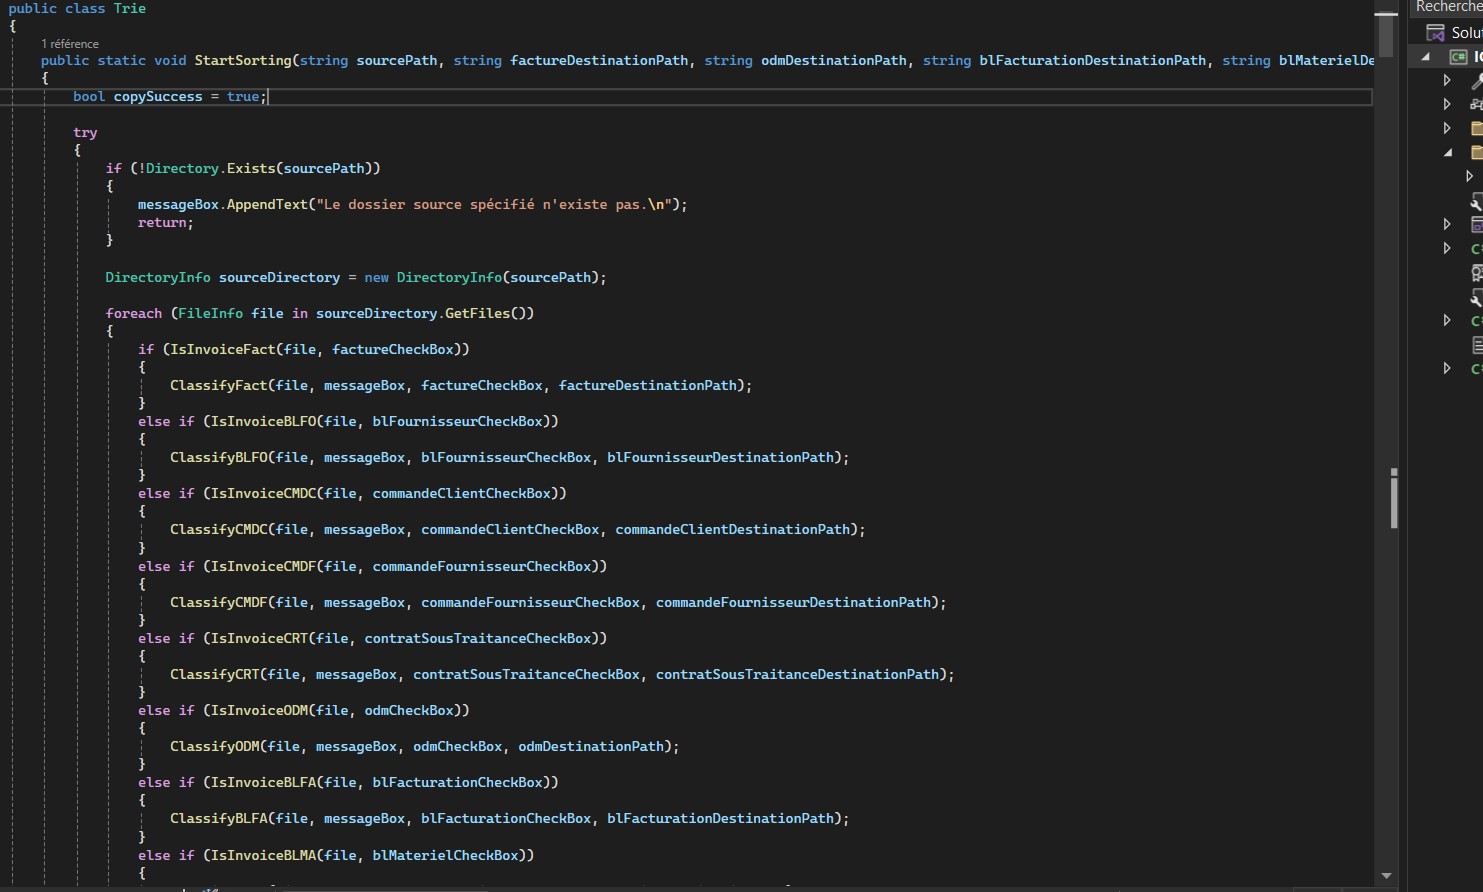 public class Trie
{
1 référence
public static void StartSorting(string sourcePath, string factureDestinationPath, string odmDestinationPath, string blFacturationDestinationPath, string blMaterielDe
{
bool copySuccess = true;
try
{
if (!Directory.Exists(sourcePath))
{
messageBox.AppendText("Le dossier source spécifié n'existe pas.\n");
return;
}
DirectoryInfo sourceDirectory = new DirectoryInfo(sourcePath);
foreach (FileInfo file in sourceDirectory.GetFiles())
{
if (IsInvoiceFact(file, factureCheckBox))
{
ClassifyFact(file, messageBox, factureCheckBox, factureDestinationPath);
}
else if (IsInvoiceBLFO(file, blFournisseurCheckBox))
{
ClassifyBLFO(file, messageBox, blFournisseurCheckBox, blFournisseurDestinationPath);
}
else if (IsInvoiceCMDC(file, commandeClientCheckBox))
{
ClassifyCMDC(file, messageBox, commandeClientCheckBox, commandeClientDestinationPath);
}
else if (IsInvoiceCMDF(file, commandeFournisseurCheckBox))
{
ClassifyCMDF(file, messageBox, commandeFournisseurCheckBox, commandeFournisseurDestinationPath);
}
else if (IsInvoiceCRT(file, contratSousTraitanceCheckBox))
{
ClassifyCRT(file, messageBox, contratSousTraitanceCheckBox, contratSousTraitanceDestinationPath);
}
else if (IsInvoiceODM(file, odmCheckBox))
{
ClassifyODM(file, messageBox, odmCheckBox, odmDestinationPath);
}
else if (IsInvoiceBLFA(file, blFacturationCheckBox))
{
ClassifyBLFA(file, messageBox, blFacturationCheckBox, blFacturationDestinationPath);
}
else if (IsInvoiceBLMA(file, blMaterielCheckBox))
{
Recherche
Solut
C#
C#
C#
C#